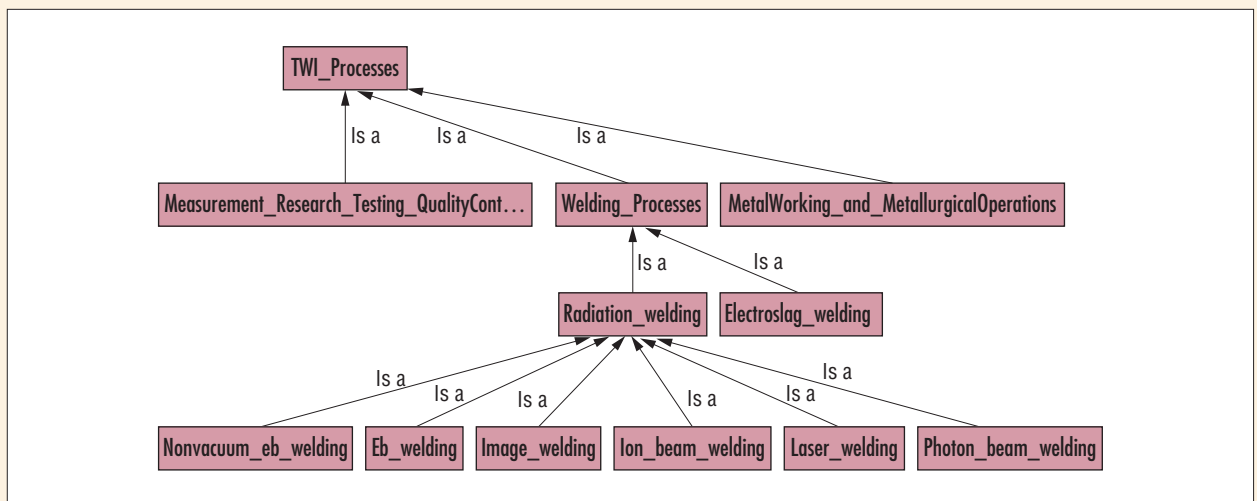 TWI_Processes
Is a
Is a
Is a
Measurement_Research_Testing_QualityCont...
Welding_Processes
MetalWorking_and_MetallurgicalOperations
Is a
Is a
Radiation_welding
Electroslag_welding
Is a
Is a
Is a
Is a
Is a
Is a
Nonvacuum_eb_welding
Eb_welding
Image_welding
Ion_beam_welding
Laser_welding
Photon_beam_welding